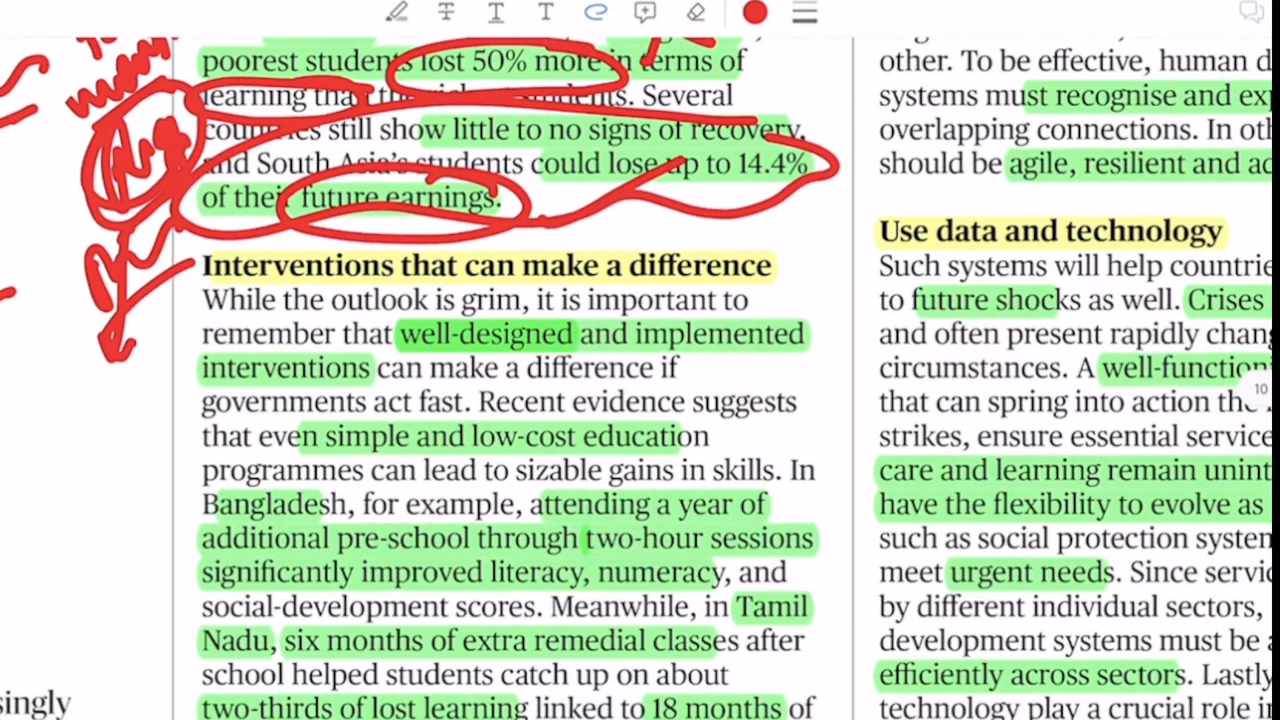 poorest students lost 50% more in terms of
learning than the richest students. Several
countries still show little to no signs of recovery,
and South Asia's students could lose up to 14.4%
of their future earnings.
Interventions that can make a difference
While the outlook is grim, it is important to
remember that well-designed and implemented
interventions can make a difference if
governments act fast. Recent evidence suggests
that even simple and low-cost education
programmes can lead to sizable gains in skills. In
Bangladesh, for example, attending a year of
additional pre-school through two-hour sessions
significantly improved literacy, numeracy, and
social-development scores. Meanwhile, in Tamil
Nadu, six months of extra remedial classes after
school helped students catch up on about
two-thirds of lost learning linked to 18 months of
singly
other. To be effective, human d
systems must recognise and exp
overlapping connections. In oth
should be agile, resilient and ad
Use data and technology
Such systems will help countrie
to future shocks as well. Crises
and often present rapidly chang
circumstances. A well-function
that can spring into action the
strikes, ensure essential service
care and learning remain unint
have the flexibility to evolve as
such as social protection system
meet urgent needs. Since servic
by different individual sectors,
development systems must be a
efficiently across sectors. Lastly
technology play a crucial role in
10